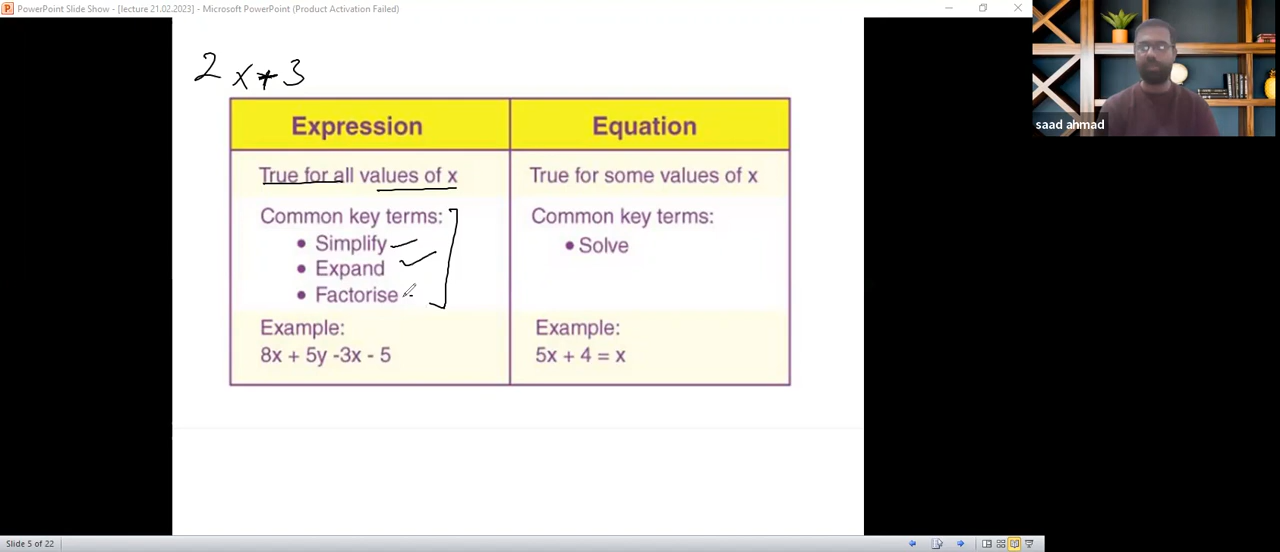 PowerPoint Slide Show - [lecture 21.02.2023] - Microsoft PowerPoint (Product Activation Failed)
saad ahmad
Expression
Equation
True for all values of x
True for some values of x
Common key terms:
• Simplify
• Expand
• Factorise
Common key terms:
• Solve
Example:
8x + 5y -3x - 5
Example:
5x + 4 = x
Slide 5 of 22